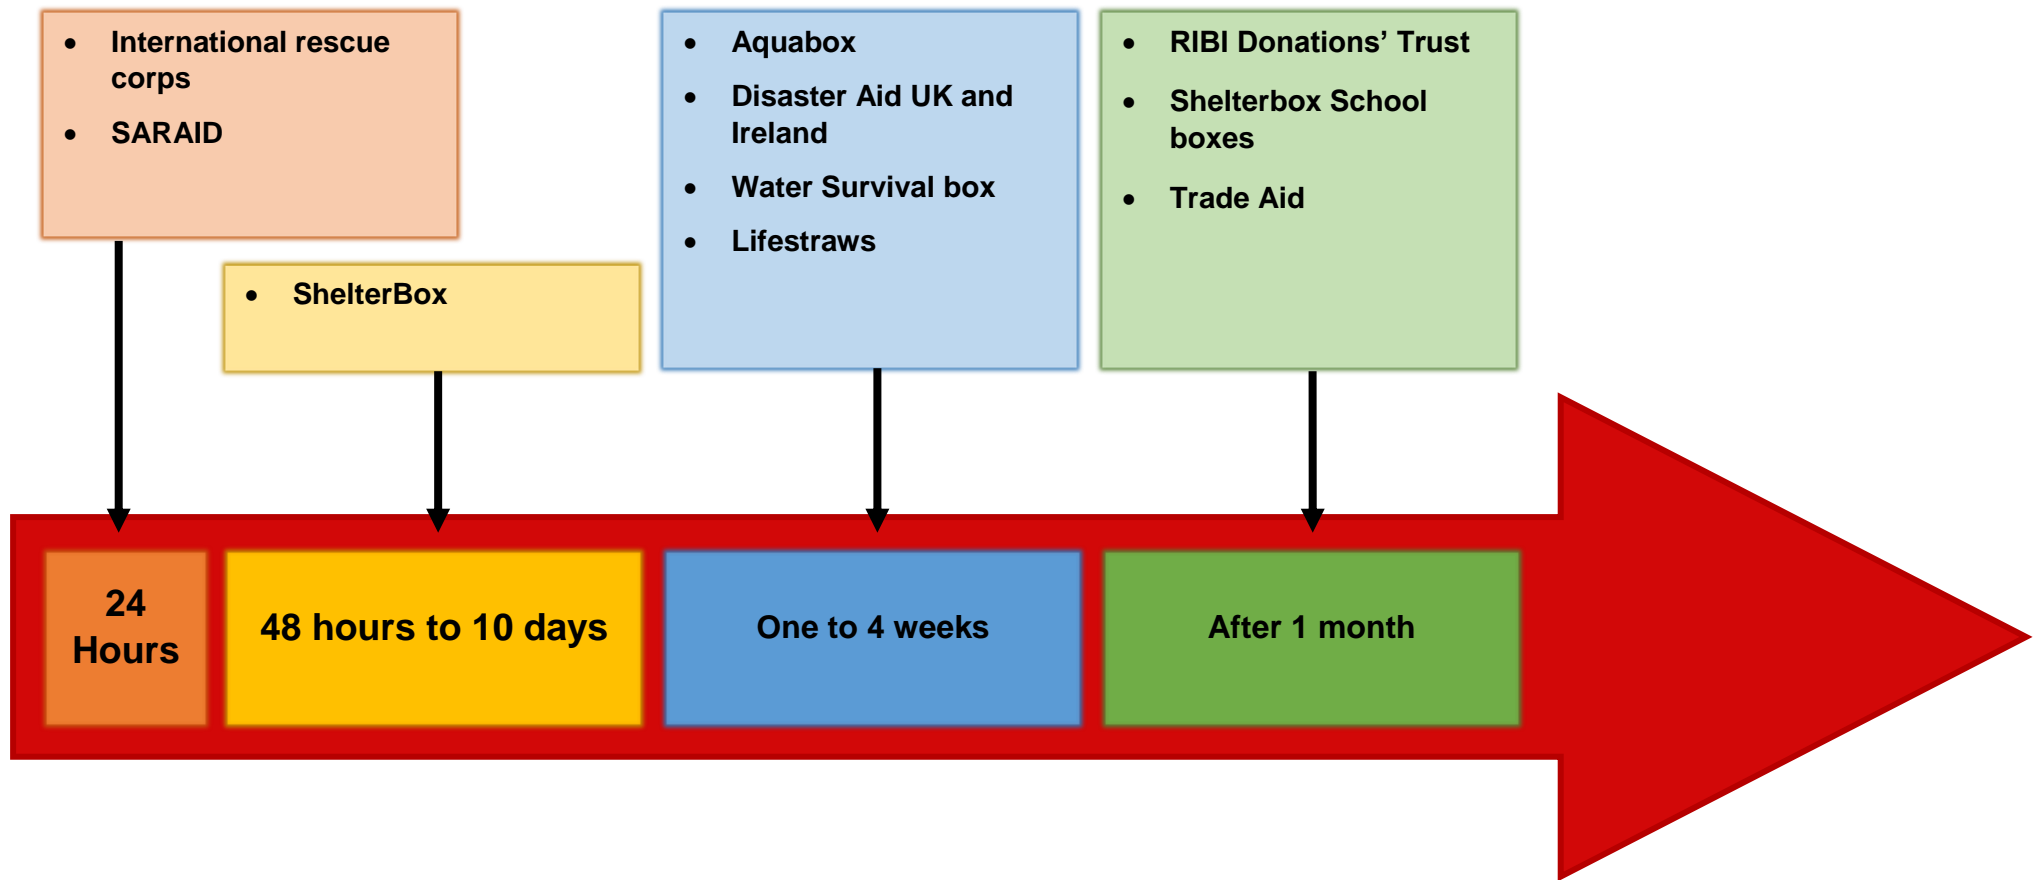 • International rescue
corps
• SARAID
• ShelterBox
• Aquabox
• Disaster Aid UK and
Ireland
• Water Survival box
• Lifestraws
• RIBI Donations’ Trust
• Shelterbox School
boxes
• Trade Aid
24
Hours
48 hours to 10 days
One to 4 weeks
After 1 month